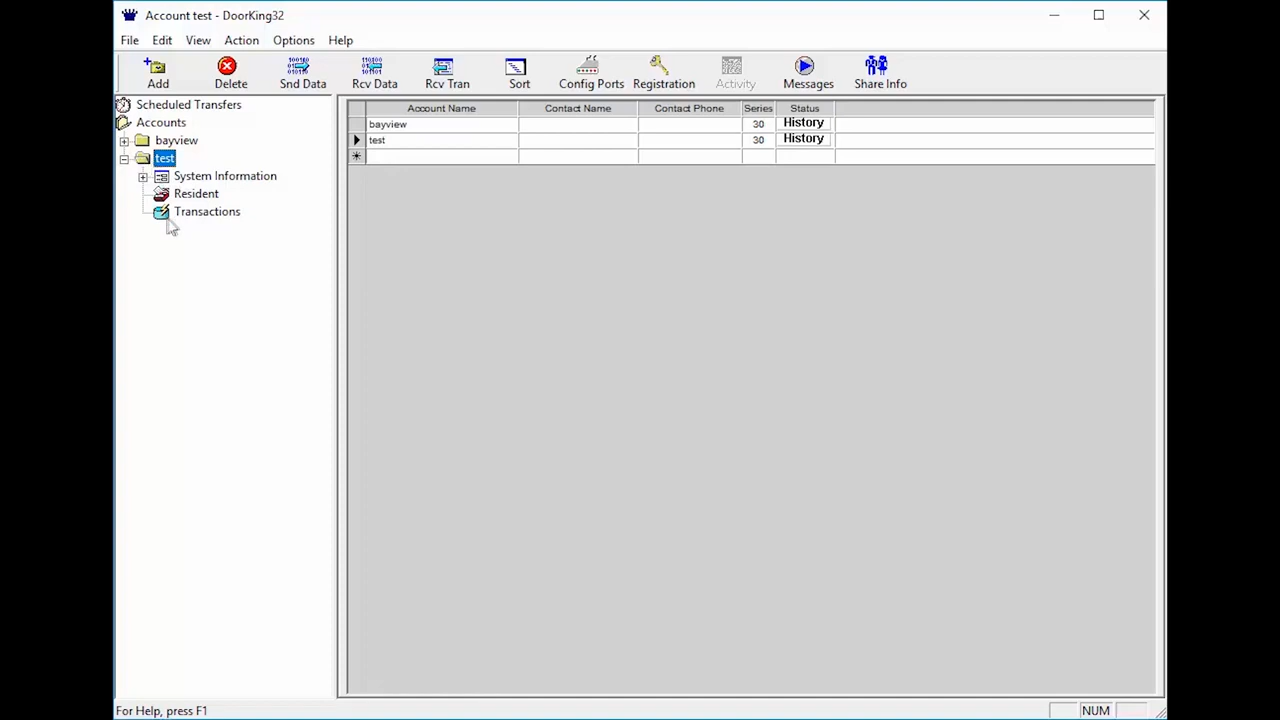 Account test - DoorKing32
File Edit View Action Options Help
Add Delete Snd Data Rcv Data Rcv Tran Sort Config Ports Registration Activity Messages Share Info
Scheduled Transfers
Accounts
bayview
test
System Information
Resident
Transactions
Account Name Contact Name Contact Phone Series Status
bayview 30 History
test 30 History
For Help, press F1
NUM